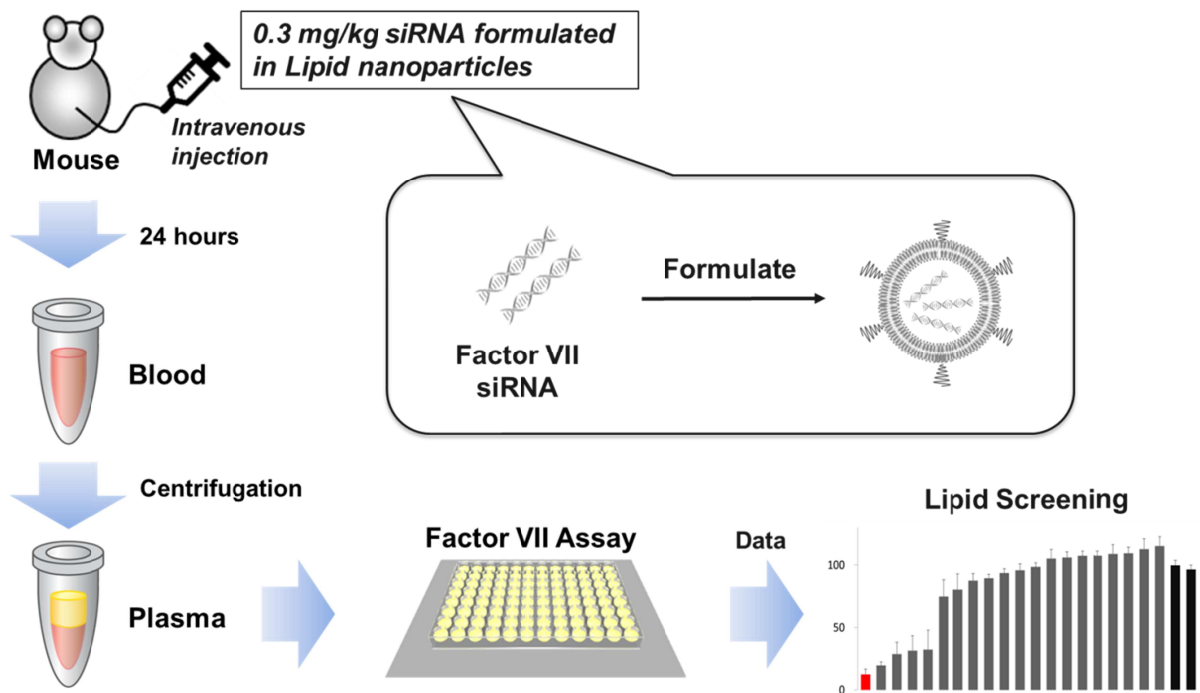 0.3 mg/kg siRNA formulated
in Lipid nanoparticles
Intravenous
injection
Mouse
24 hours
Formulate
Factor VII
siRNA
Blood
Centrifugation
Plasma
Factor VII Assay
Data
Lipid Screening
100
50
0